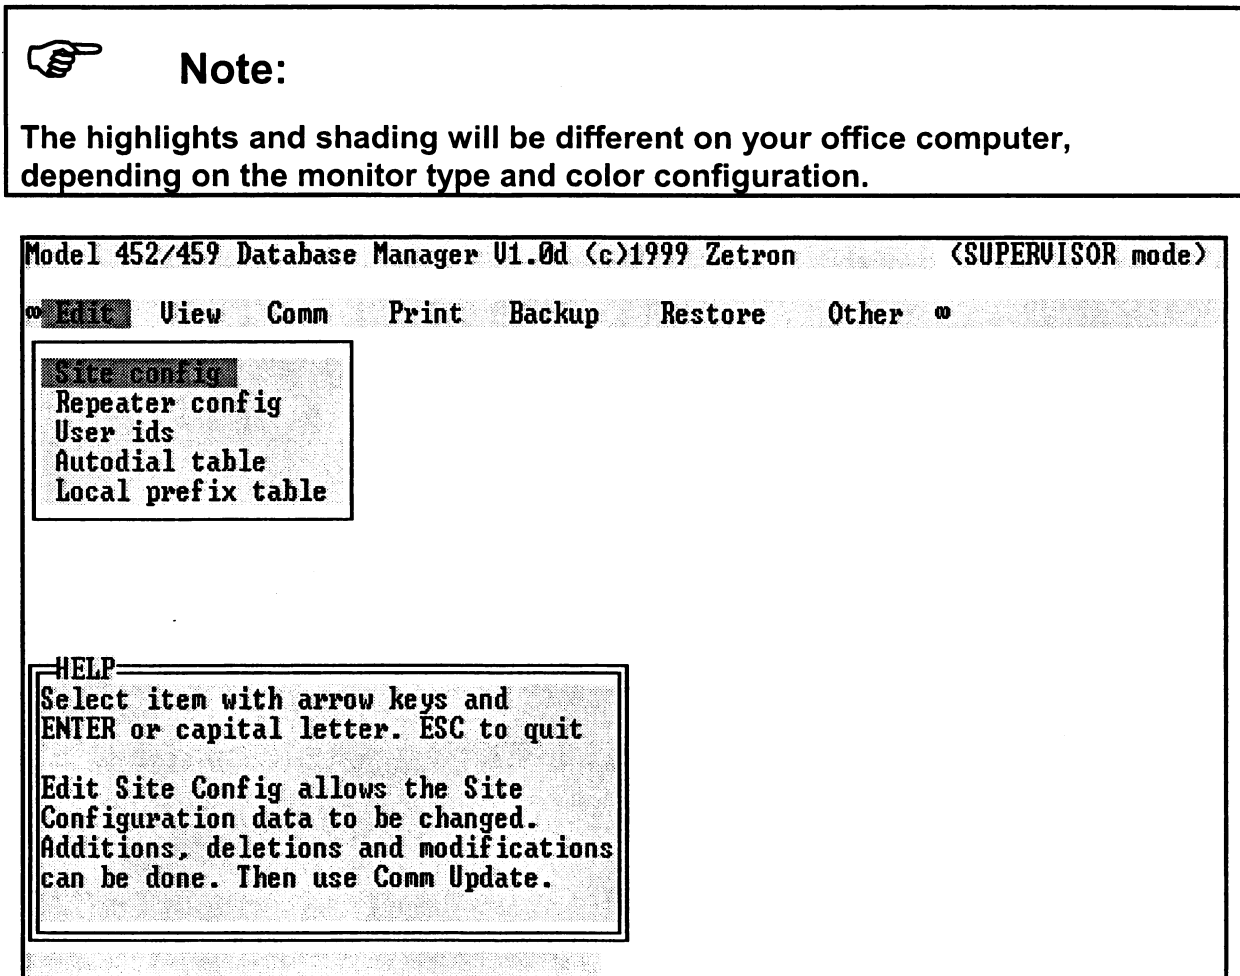 Note:
The highlights and shading will be different on your office computer,
depending on the monitor type and color configuration.
Model 452/459 Database Manager V1.0d (c)1999 Zetron (SUPERVISOR mode)
∞ Edit View Comm Print Backup Restore Other ∞
Site config
Repeater config
User ids
Autodial table
Local prefix table
HELP
Select item with arrow keys and
ENTER or capital letter. ESC to quit
Edit Site Config allows the Site
Configuration data to be changed.
Additions, deletions and modifications
can be done. Then use Comm Update.